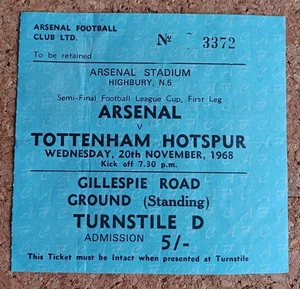 ARSENAL FOOTBALL
CLUB LTD.
Nº 3372
To be retained
ARSENAL STADIUM
HIGHBURY, N.5
Semi-Final Football League Cup, First Leg
ARSENAL
v
TOTTENHAM HOTSPUR
WEDNESDAY, 20th NOVEMBER, 1968
Kick off 7.30 p.m.
GILLESPIE ROAD
GROUND (Standing)
TURNSTILE D
ADMISSION 5/-
This Ticket must be Intact when presented at Turnstile